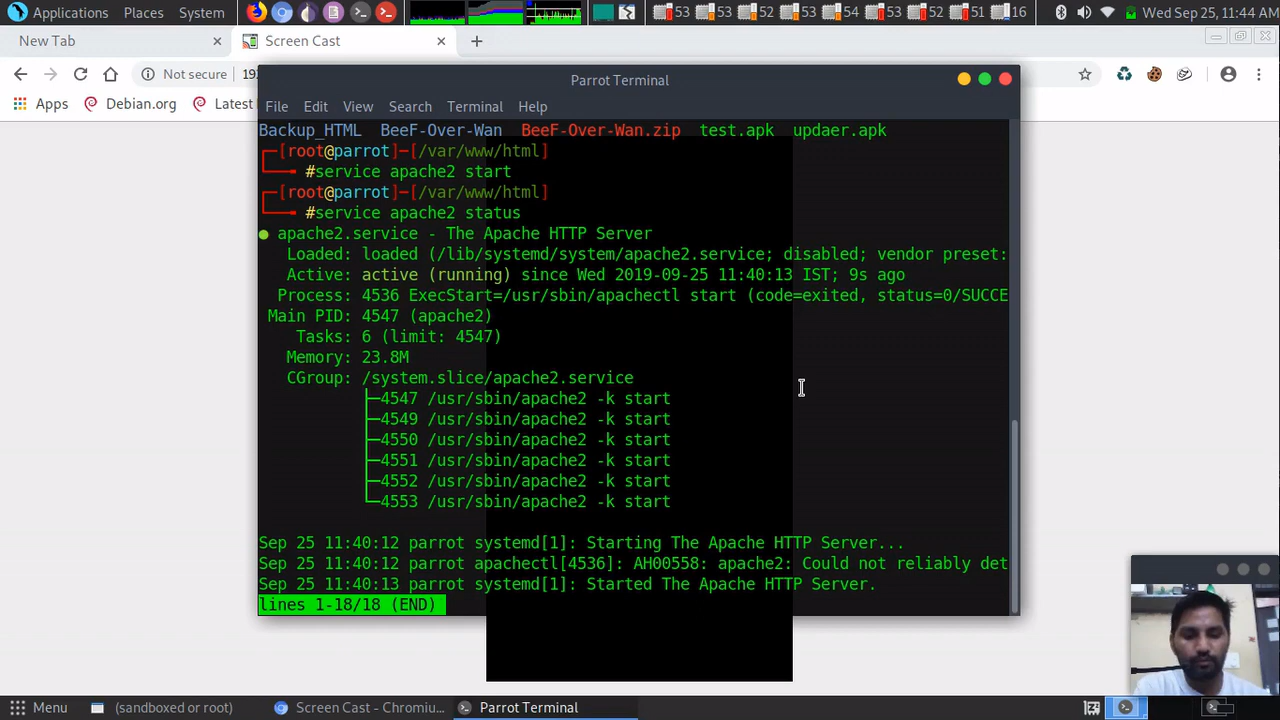 Applications Places System
53 53 52 53 54 53 52 51 16
Wed Sep 25, 11:44 AM
New Tab
Screen Cast
Not secure
Apps Debian.org Latest
Parrot Terminal
File Edit View Search Terminal Help
Backup_HTML BeeF-Over-Wan BeeF-Over-Wan.zip test.apk updaer.apk
┌─[root@parrot]─[/var/www/html]
└──╼ #service apache2 start
┌─[root@parrot]─[/var/www/html]
└──╼ #service apache2 status
● apache2.service - The Apache HTTP Server
Loaded: loaded (/lib/systemd/system/apache2.service; disabled; vendor preset:
Active: active (running) since Wed 2019-09-25 11:40:13 IST; 9s ago
Process: 4536 ExecStart=/usr/sbin/apachectl start (code=exited, status=0/SUCCE
Main PID: 4547 (apache2)
Tasks: 6 (limit: 4547)
Memory: 23.8M
CGroup: /system.slice/apache2.service
├─4547 /usr/sbin/apache2 -k start
├─4549 /usr/sbin/apache2 -k start
├─4550 /usr/sbin/apache2 -k start
├─4551 /usr/sbin/apache2 -k start
├─4552 /usr/sbin/apache2 -k start
└─4553 /usr/sbin/apache2 -k start
Sep 25 11:40:12 parrot systemd[1]: Starting The Apache HTTP Server...
Sep 25 11:40:12 parrot apachectl[4536]: AH00558: apache2: Could not reliably det
Sep 25 11:40:13 parrot systemd[1]: Started The Apache HTTP Server.
lines 1-18/18 (END)
Menu (sandboxed or root) Screen Cast - Chromiu... Parrot Terminal